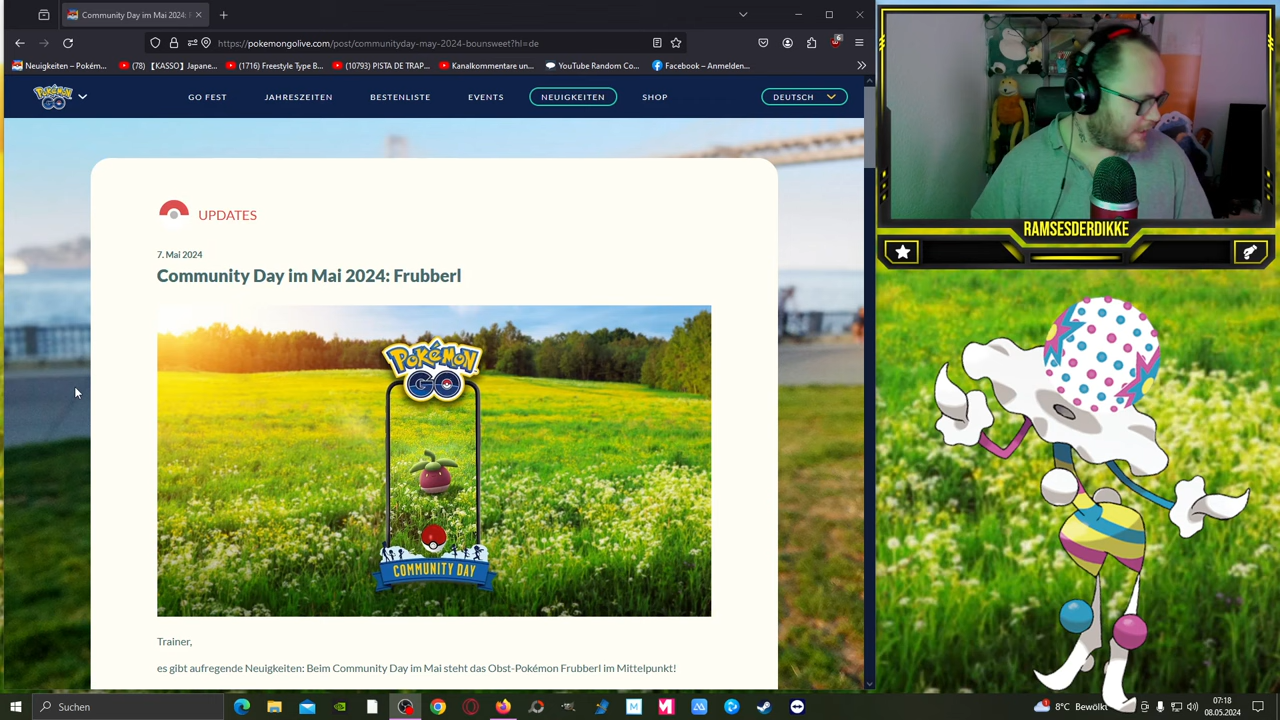 Community Day im Mai 2024: F
https://pokemongolive.com/post/communityday-may-2024-bounsweet?hl=de
6
Neuigkeiten – Pokém...
(78) 【KASSO】Japane...
(1716) Freestyle Type B...
(10793) PISTA DE TRAP...
Kanalkommentare un...
YouTube Random Co...
Facebook – Anmelden...
Pokémon GO
GO FEST
JAHRESZEITEN
BESTENLISTE
EVENTS
NEUIGKEITEN
SHOP
DEUTSCH
UPDATES
7. Mai 2024
Community Day im Mai 2024: Frubberl
POKéMON
GO
COMMUNITY DAY
Trainer,
es gibt aufregende Neuigkeiten: Beim Community Day im Mai steht das Obst-Pokémon Frubberl im Mittelpunkt!
RAMSESDERDIKKE
Suchen
8°C Bewölkt
07:18
08.05.2024